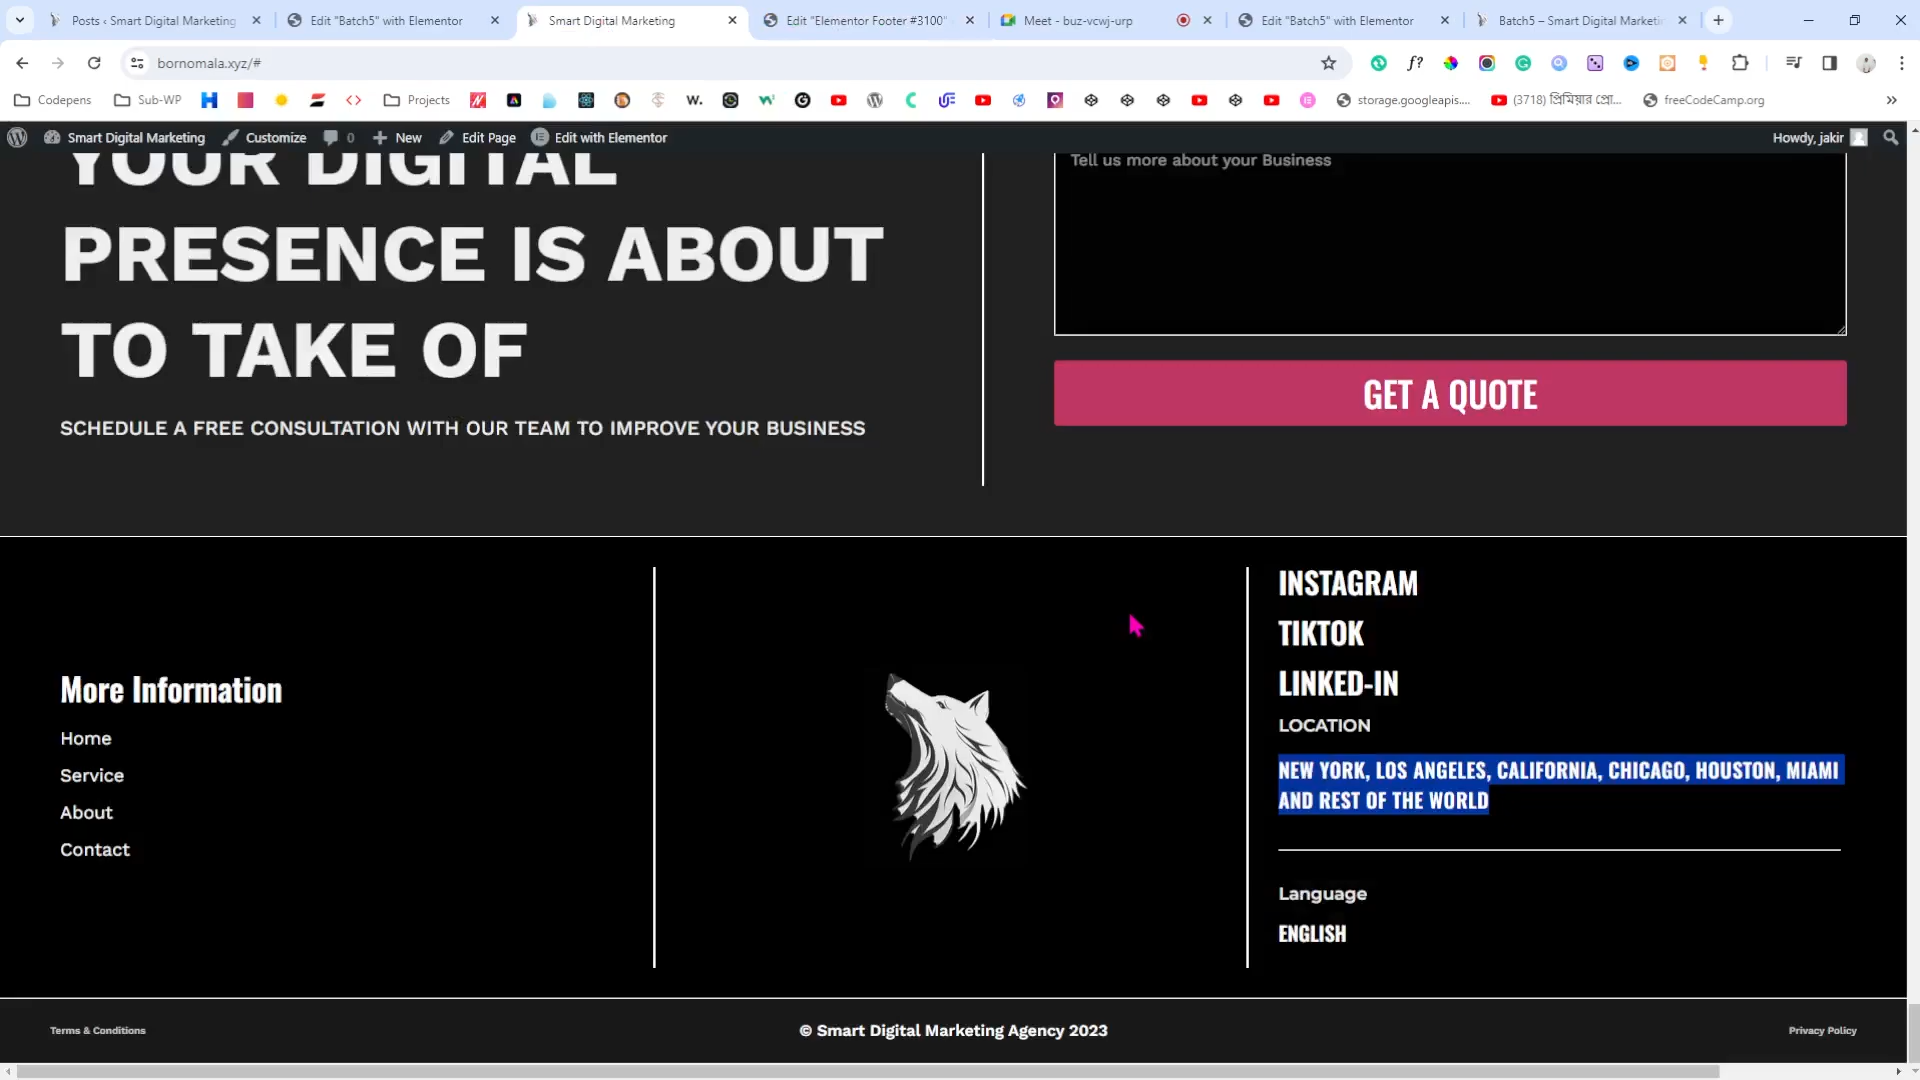 Posts ‹ Smart Digital Marketing
Edit "Batch5" with Elementor
Smart Digital Marketing
Edit "Elementor Footer #3100"
Meet - buz-vcwj-urp
Edit "Batch5" with Elementor
Batch5 – Smart Digital Marketin
bornomala.xyz/#
f?
Codepens
Sub-WP
Projects
W.
storage.googleapis....
(3718) প্রিমিয়ার প্রো...
freeCodeCamp.org
Smart Digital Marketing
Customize
0
New
Edit Page
Edit with Elementor
Howdy, jakir
YOUR DIGITAL
PRESENCE IS ABOUT
TO TAKE OF
SCHEDULE A FREE CONSULTATION WITH OUR TEAM TO IMPROVE YOUR BUSINESS
Tell us more about your Business
GET A QUOTE
More Information
Home
Service
About
Contact
INSTAGRAM
TIKTOK
LINKED-IN
LOCATION
NEW YORK, LOS ANGELES, CALIFORNIA, CHICAGO, HOUSTON, MIAMI
AND REST OF THE WORLD
Language
ENGLISH
Terms & Conditions
© Smart Digital Marketing Agency 2023
Privacy Policy